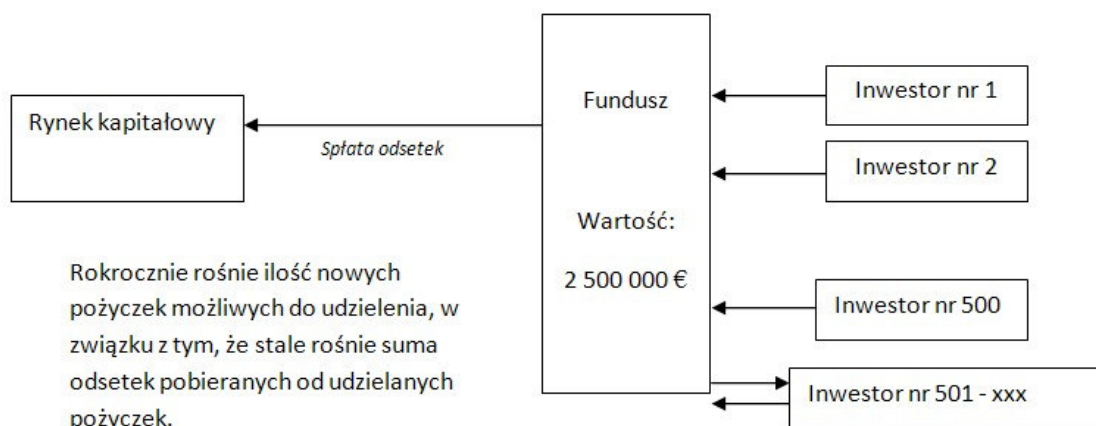 Fundusz
Wartość:
2 500 000 €
Inwestor nr 1
Inwestor nr 2
Inwestor nr 500
Inwestor nr 501 - xxx
Rynek kapitałowy
Spłata odsetek
Rokrocznie rośnie ilość nowych
pożyczek możliwych do udzielenia, w
związku z tym, że stale rośnie suma
odsetek pobieranych od udzielanych
pożyczek.